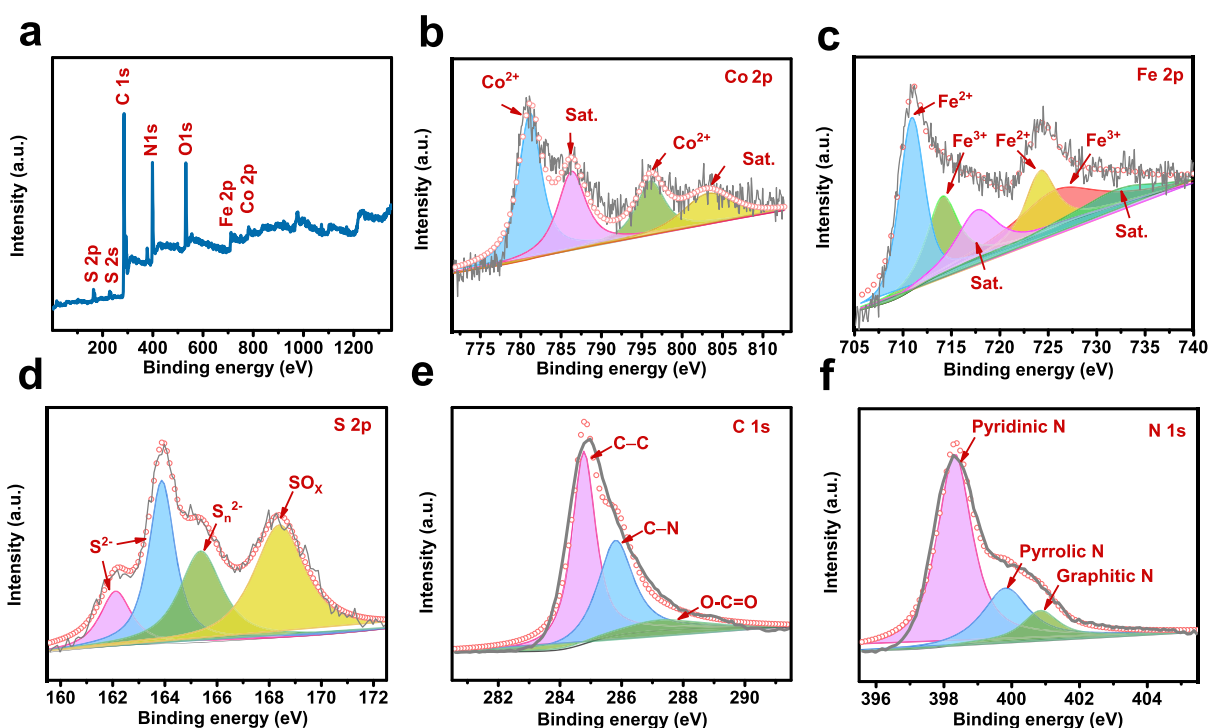 a
C 1s
N1s
O1s
Fe 2p
Co 2p
S 2p
S 2s
Intensity (a.u.)
200 400 600 800 1000 1200
Binding energy (eV)
b
Co 2p
Co²⁺
Sat.
Co²⁺
Sat.
Intensity (a.u.)
775 780 785 790 795 800 805 810
Binding energy (eV)
c
Fe 2p
Fe²⁺
Fe³⁺
Fe²⁺
Fe³⁺
Sat.
Sat.
Intensity (a.u.)
705 710 715 720 725 730 735 740
Binding energy (eV)
d
S 2p
S²⁻
Sₙ²⁻
SOₓ
Intensity (a.u.)
160 162 164 166 168 170 172
Binding energy (eV)
e
C 1s
C–C
C–N
O-C=O
Intensity (a.u.)
282 284 286 288 290
Binding energy (eV)
f
N 1s
Pyridinic N
Pyrrolic N
Graphitic N
Intensity (a.u.)
396 398 400 402 404
Binding energy (eV)